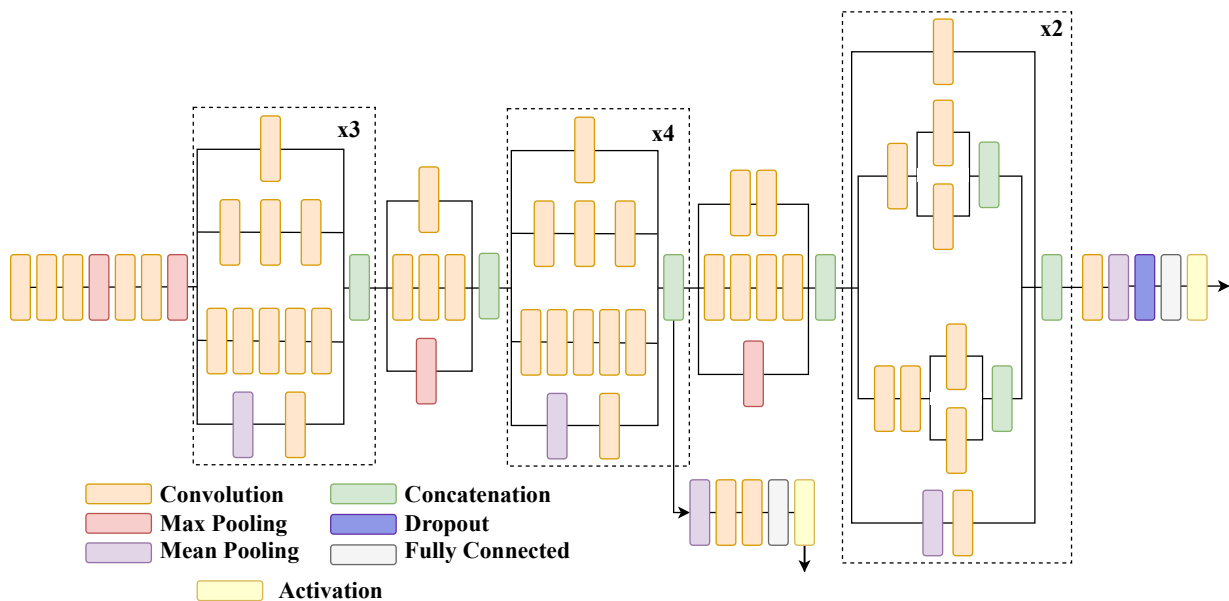 x2
x3
x4
Convolution
Concatenation
Max Pooling
Dropout
Mean Pooling
Fully Connected
Activation